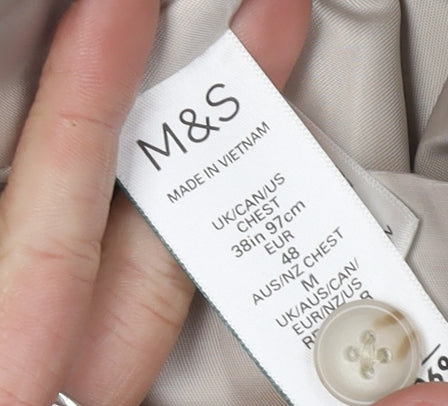 M&S
MADE IN VIETNAM
UK/CAN/US
CHEST
38in 97cm
EUR
48
AUS/NZ CHEST
M
UK/AUS/CAN/
EUR/NZ/US